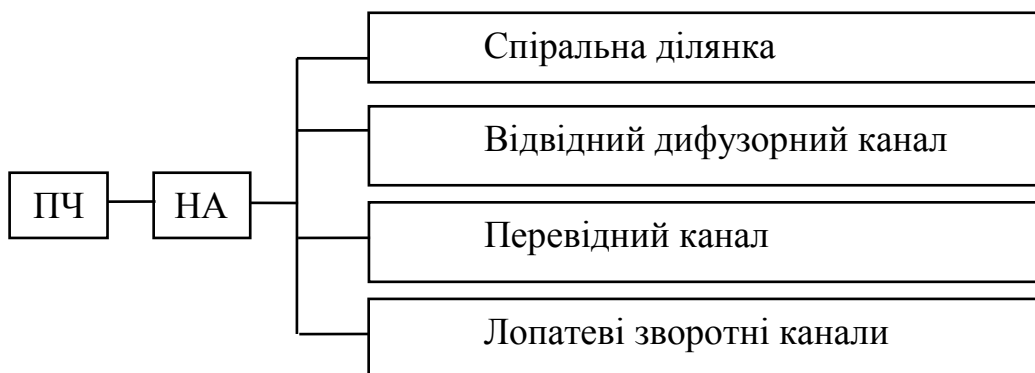 Спіральна ділянка
Відвідний дифузорний канал
ПЧ
НА
Перевідний канал
Лопатеві зворотні канали